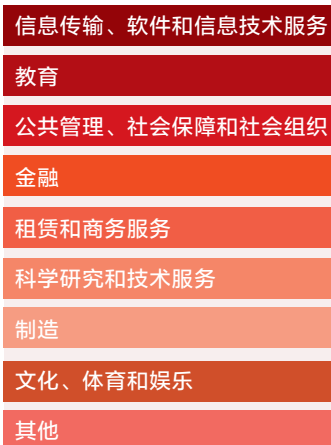 信息传输、软件和信息技术服务
教育
公共管理、社会保障和社会组织
金融
租赁和商务服务
科学研究和技术服务
制造
文化、体育和娱乐
其他